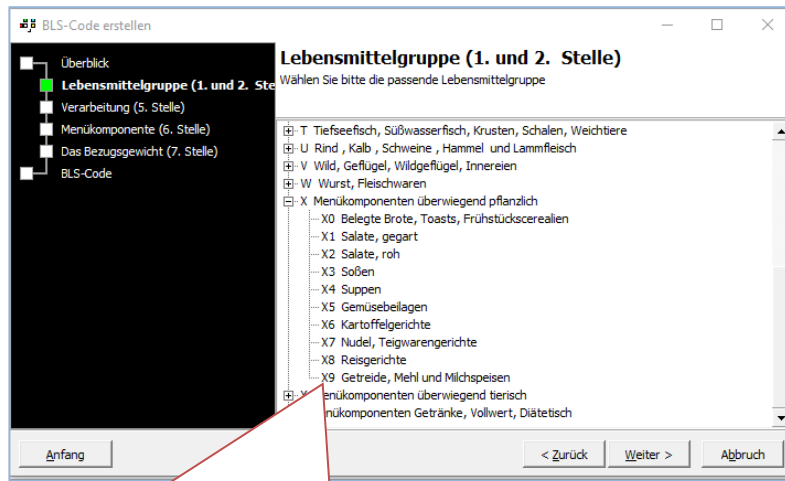 BLS-Code erstellen
Überblick
Lebensmittelgruppe (1. und 2. Ste
Verarbeitung (5. Stelle)
Menükomponente (6. Stelle)
Das Bezugsgewicht (7. Stelle)
BLS-Code
Lebensmittelgruppe (1. und 2. Stelle)
Wählen Sie bitte die passende Lebensmittelgruppe
T Tiefseefisch, Süßwasserfisch, Krusten, Schalen, Weichtiere
U Rind , Kalb , Schweine , Hammel und Lammfleisch
V Wild, Geflügel, Wildgeflügel, Innereien
W Wurst, Fleischwaren
X Menükomponenten überwiegend pflanzlich
X0 Belegte Brote, Toasts, Frühstückscerealien
X1 Salate, gegart
X2 Salate, roh
X3 Soßen
X4 Suppen
X5 Gemüsebeilagen
X6 Kartoffelgerichte
X7 Nudel, Teigwarengerichte
X8 Reisgerichte
X9 Getreide, Mehl und Milchspeisen
enükomponenten überwiegend tierisch
nükomponenten Getränke, Vollwert, Diätetisch
Anfang
< Zurück
Weiter >
Abbruch